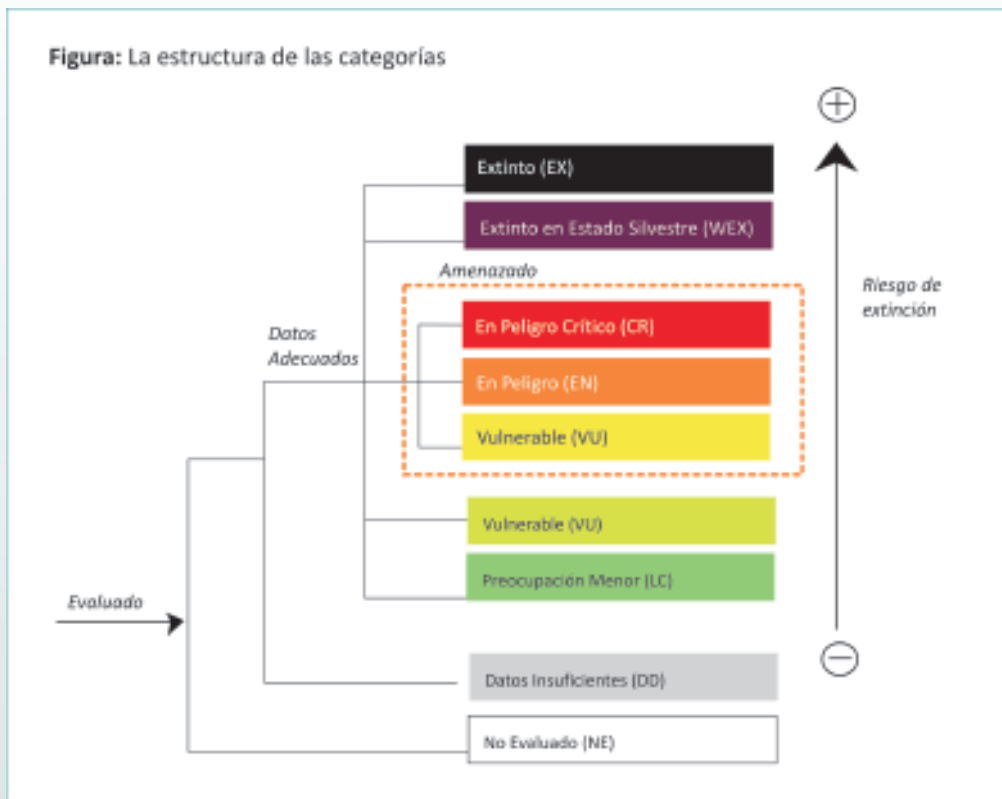 Figura: La estructura de las categorías
Extinto (EX)
Extinto en Estado Silvestre (WEX)
Amenazado
En Peligro Crítico (CR)
Riesgo de
extinción
Datos
Adecuados
En Peligro (EN)
Vulnerable (VU)
Vulnerable (VU)
Preocupación Menor (LC)
Evaluado
Datos Insuficientes (DD)
No Evaluado (NE)